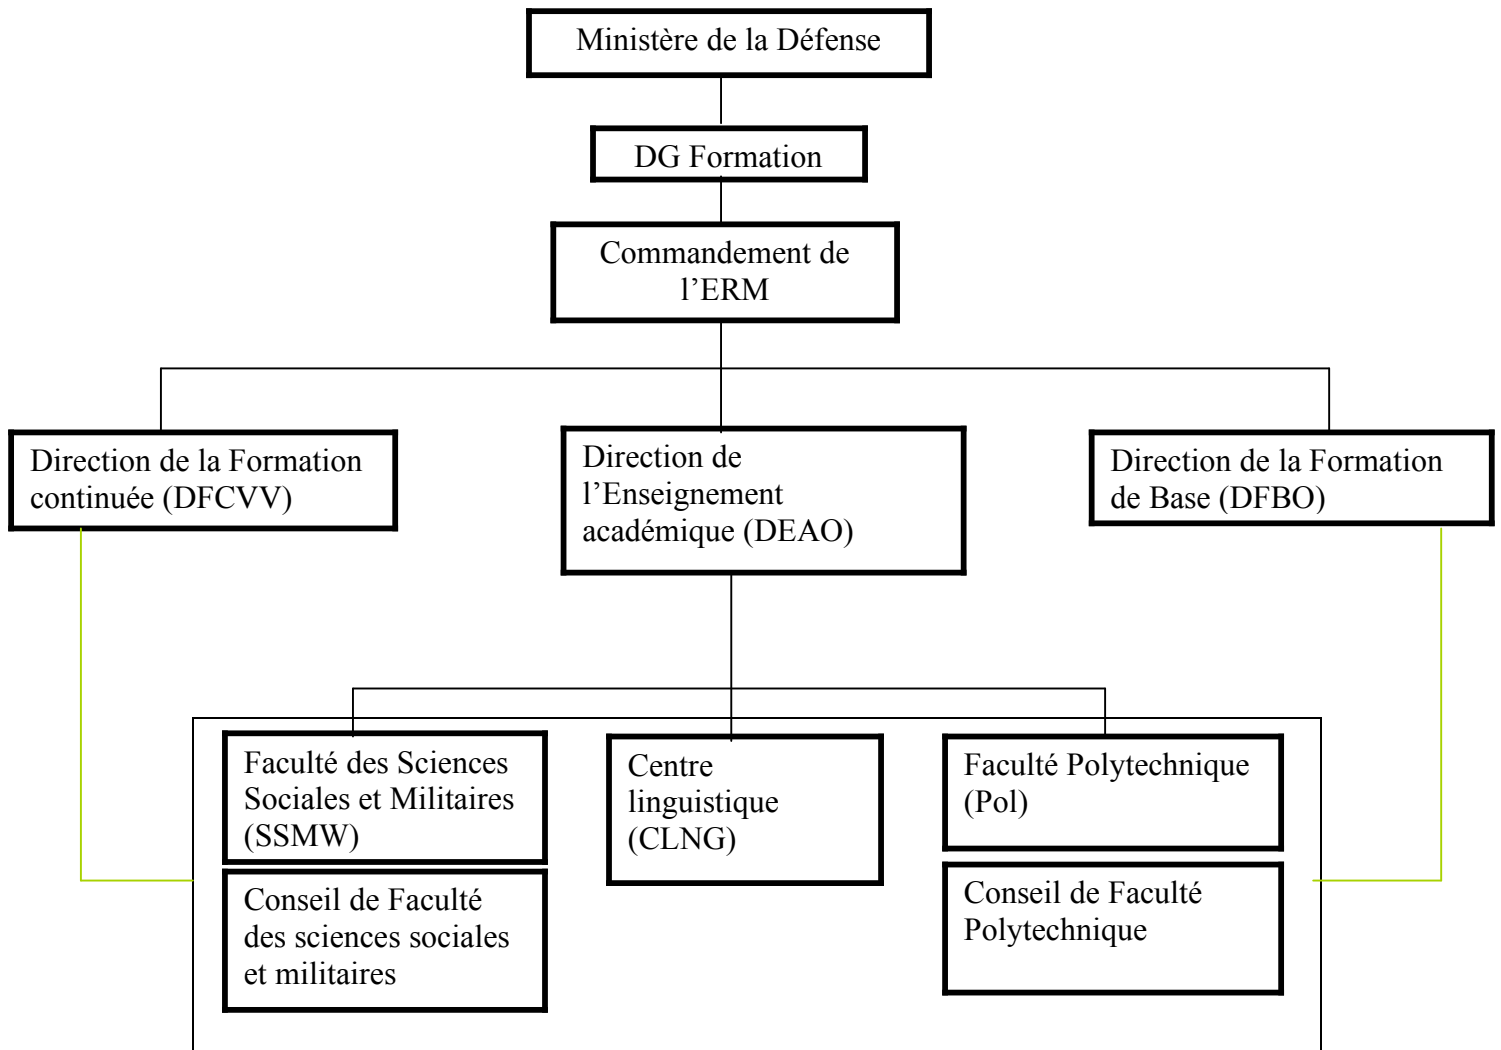 Ministère de la Défense
DG Formation
Commandement de
l’ERM
Direction de la Formation
continuée (DFCVV)
Direction de
l’Enseignement
académique (DEAO)
Direction de la Formation
de Base (DFBO)
Faculté des Sciences
Sociales et Militaires
(SSMW)
Centre
linguistique
(CLNG)
Faculté Polytechnique
(Pol)
Conseil de Faculté
des sciences sociales
et militaires
Conseil de Faculté
Polytechnique